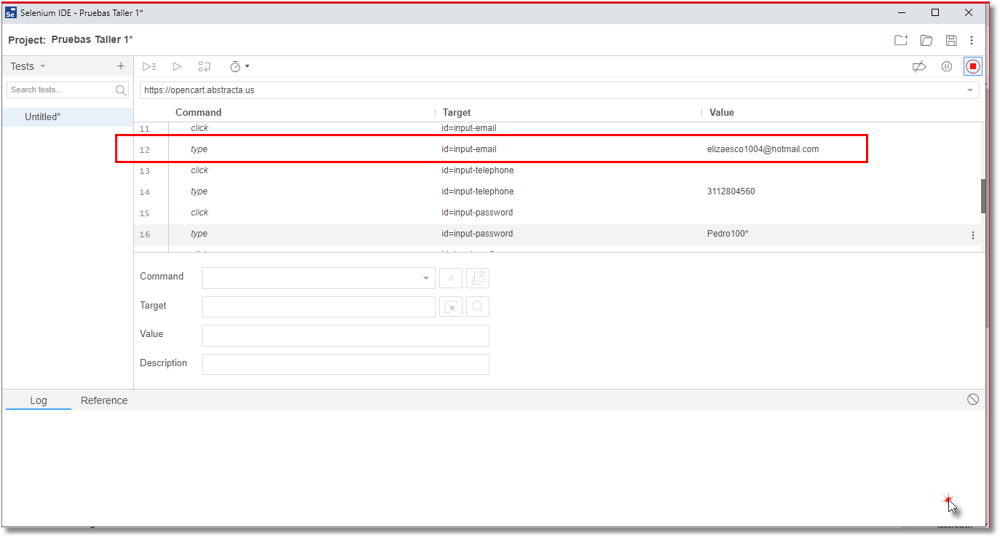 Selenium IDE - Pruebas Taller 1*
Project: Pruebas Taller 1*
Tests
Search tests...
Untitled*
https://opencart.abstracta.us
Command Target Value
11 click id=input-email
12 type id=input-email elizaesco1004@hotmail.com
13 click id=input-telephone
14 type id=input-telephone 3112804560
15 click id=input-password
16 type id=input-password Pedro100*
Command
//
Target
Value
Description
Log Reference